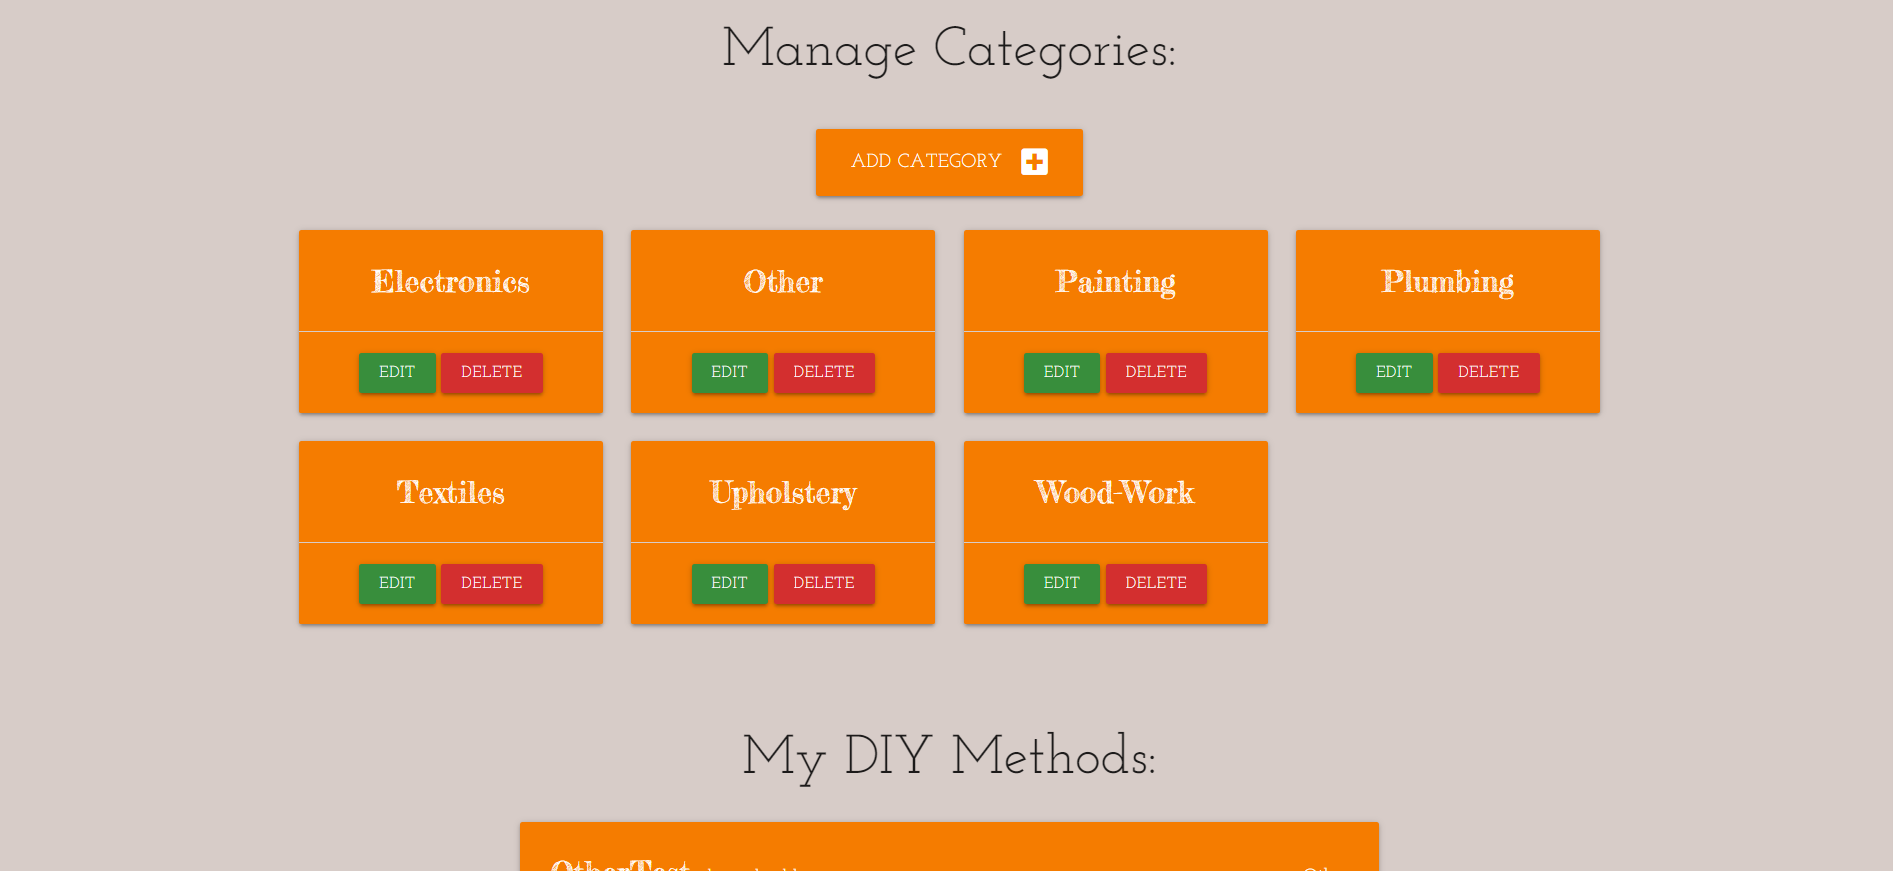 Manage Categories:
ADD CATEGORY
Electronics
Other
Painting
Plumbing
EDIT DELETE
EDIT DELETE
EDIT DELETE
EDIT DELETE
Textiles
Upholstery
Wood-Work
EDIT DELETE
EDIT DELETE
EDIT DELETE
My DIY Methods:
OtherTest